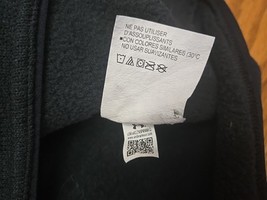 NE PAS UTILISER
D'ASSOUPLISSANTS
•CON COLORES SIMILARES (30°C
NO USAR SUAVIZANTES